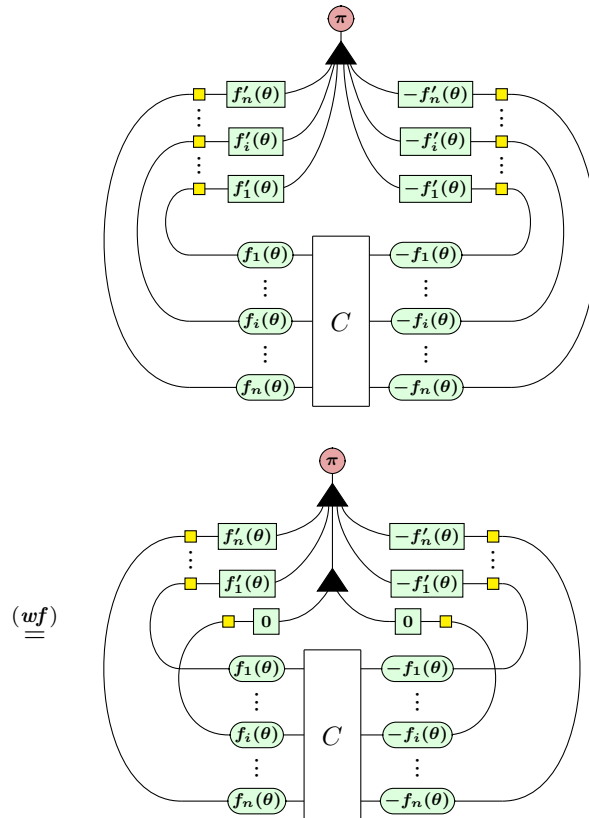 π
f′ₙ(θ) −f′ₙ(θ)
⋮ ⋮
f′ᵢ(θ) −f′ᵢ(θ)
⋮ ⋮
f′₁(θ) −f′₁(θ)
f₁(θ) −f₁(θ)
⋮ ⋮
fᵢ(θ) C −fᵢ(θ)
⋮ ⋮
fₙ(θ) −fₙ(θ)
π
f′ₙ(θ) −f′ₙ(θ)
⋮ ⋮
f′₁(θ) −f′₁(θ)
(wf)
=
0 0
f₁(θ) −f₁(θ)
⋮ ⋮
fᵢ(θ) C −fᵢ(θ)
⋮ ⋮
fₙ(θ) −fₙ(θ)